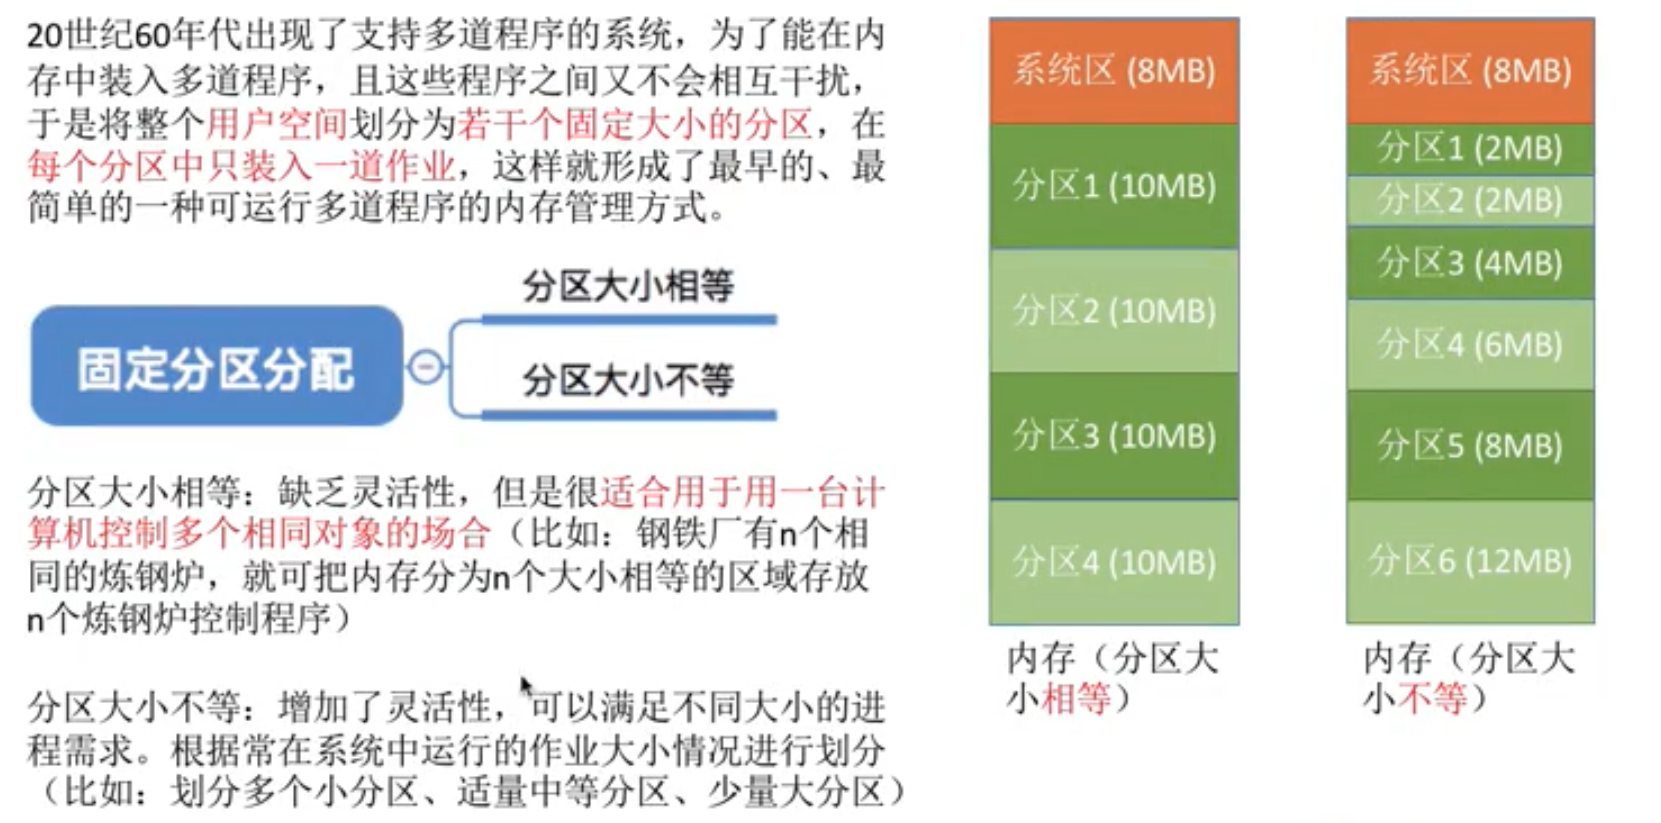 20世纪60年代出现了支持多道程序的系统，为了能在内
存中装入多道程序，且这些程序之间又不会相互干扰，
于是将整个用户空间划分为若干个固定大小的分区，在
每个分区中只装入一道作业，这样就形成了最早的、最
简单的一种可运行多道程序的内存管理方式。
固定分区分配
分区大小相等
分区大小不等
分区大小相等：缺乏灵活性，但是很适合用于用一台计
算机控制多个相同对象的场合（比如：钢铁厂有n个相
同的炼钢炉，就可把内存分为n个大小相等的区域存放
n个炼钢炉控制程序）
分区大小不等：增加了灵活性，可以满足不同大小的进
程需求。根据常在系统中运行的作业大小情况进行划分
（比如：划分多个小分区、适量中等分区、少量大分区）
系统区 (8MB)
分区1 (10MB)
分区2 (10MB)
分区3 (10MB)
分区4 (10MB)
内存（分区大
小相等）
系统区 (8MB)
分区1 (2MB)
分区2 (2MB)
分区3 (4MB)
分区4 (6MB)
分区5 (8MB)
分区6 (12MB)
内存（分区大
小不等）